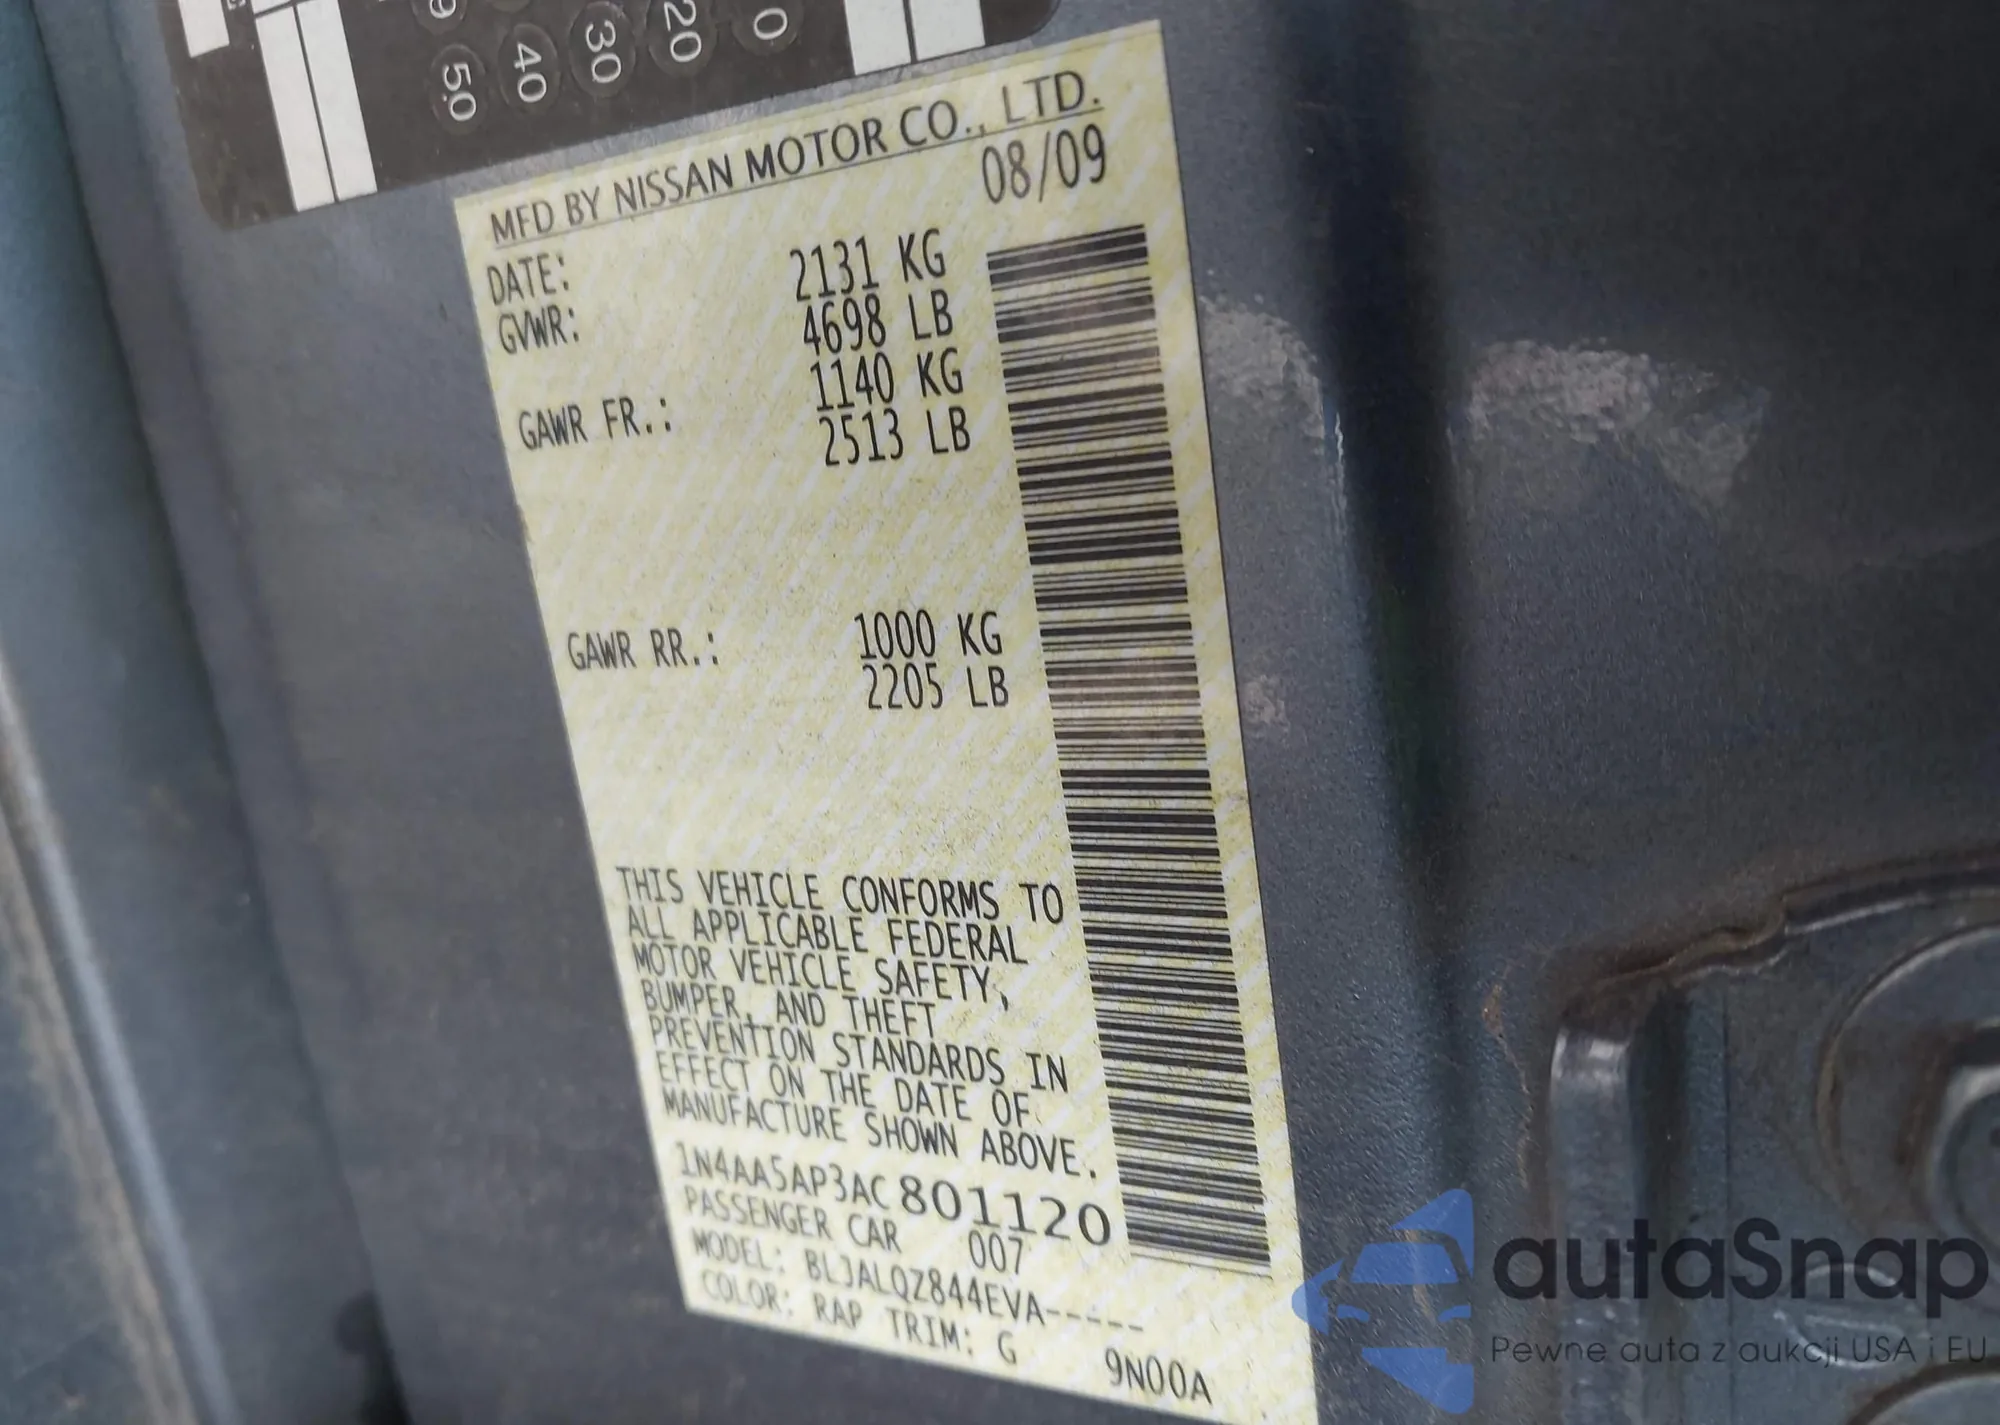 50 40 30 20 0
MFD BY NISSAN MOTOR CO., LTD.
DATE: 08/09
GVWR: 2131 KG
4698 LB
GAWR FR.: 1140 KG
2513 LB
GAWR RR.: 1000 KG
2205 LB
THIS VEHICLE CONFORMS TO
ALL APPLICABLE FEDERAL
MOTOR VEHICLE SAFETY,
BUMPER, AND THEFT
PREVENTION STANDARDS IN
EFFECT ON THE DATE OF
MANUFACTURE SHOWN ABOVE.
1N4AA5AP3AC801120
PASSENGER CAR 007
MODEL: BLJALQZ844EVA-----
COLOR: RAP TRIM: G 9N00A
autaSnap
Pewne auta z aukcji USA i EU